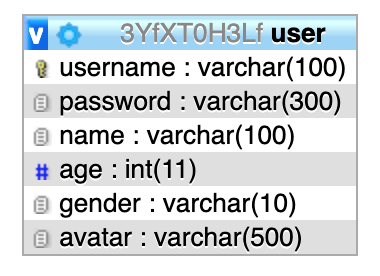 v 3YfXT0H3Lf user
username : varchar(100)
password : varchar(300)
name : varchar(100)
# age : int(11)
gender : varchar(10)
avatar : varchar(500)